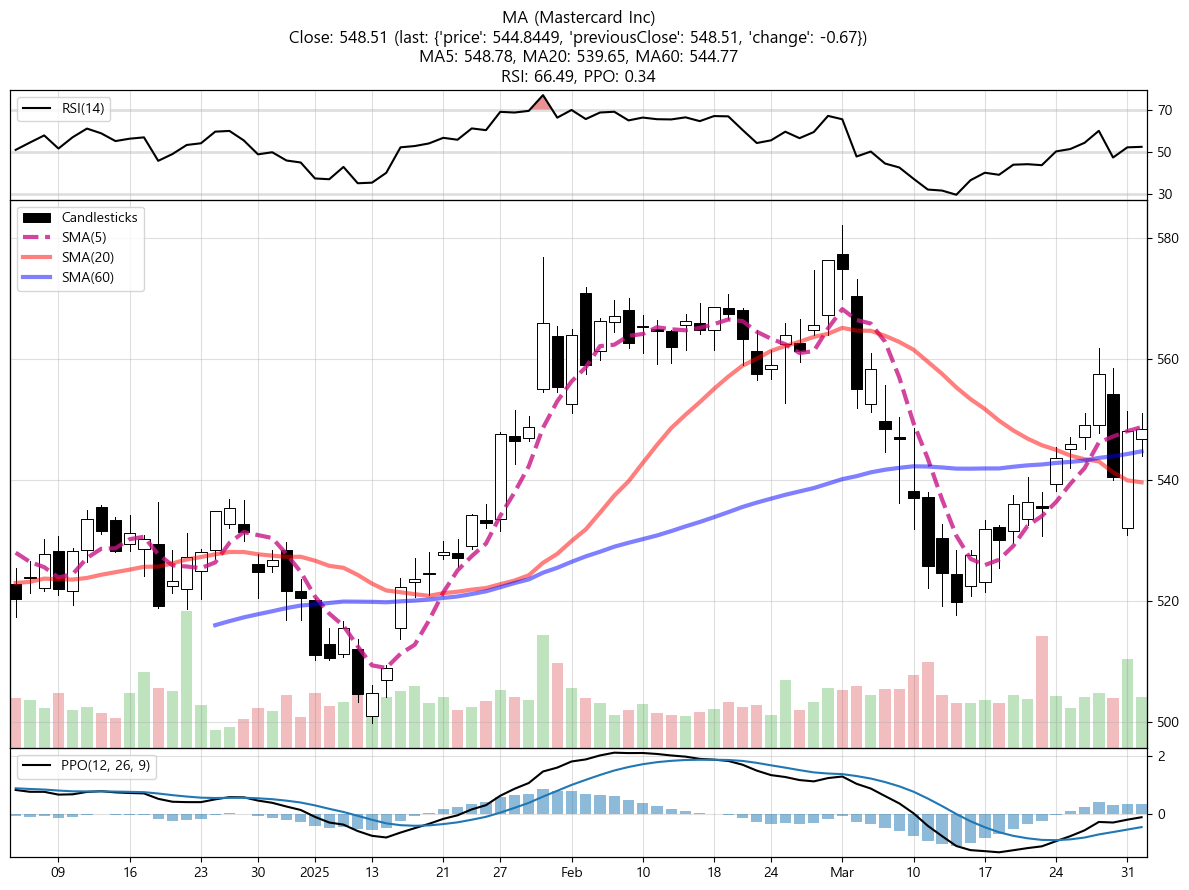 MA (Mastercard Inc)
Close: 548.51 (last: {'price': 544.8449, 'previousClose': 548.51, 'change': -0.67})
MA5: 548.78, MA20: 539.65, MA60: 544.77
RSI: 66.49, PPO: 0.34
RSI(14)
70
50
30
Candlesticks
SMA(5)
SMA(20)
SMA(60)
580
560
540
520
500
PPO(12, 26, 9)
2
0
09 16 23 30 2025 13 21 27 Feb 10 18 24 Mar 10 17 24 31